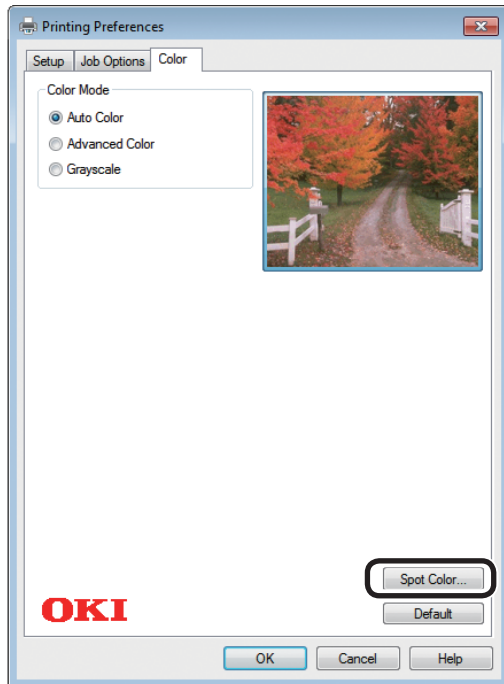 Printing Preferences
Setup Job Options Color
Color Mode
Auto Color
Advanced Color
Grayscale
Spot Color...
OKI
Default
OK Cancel Help